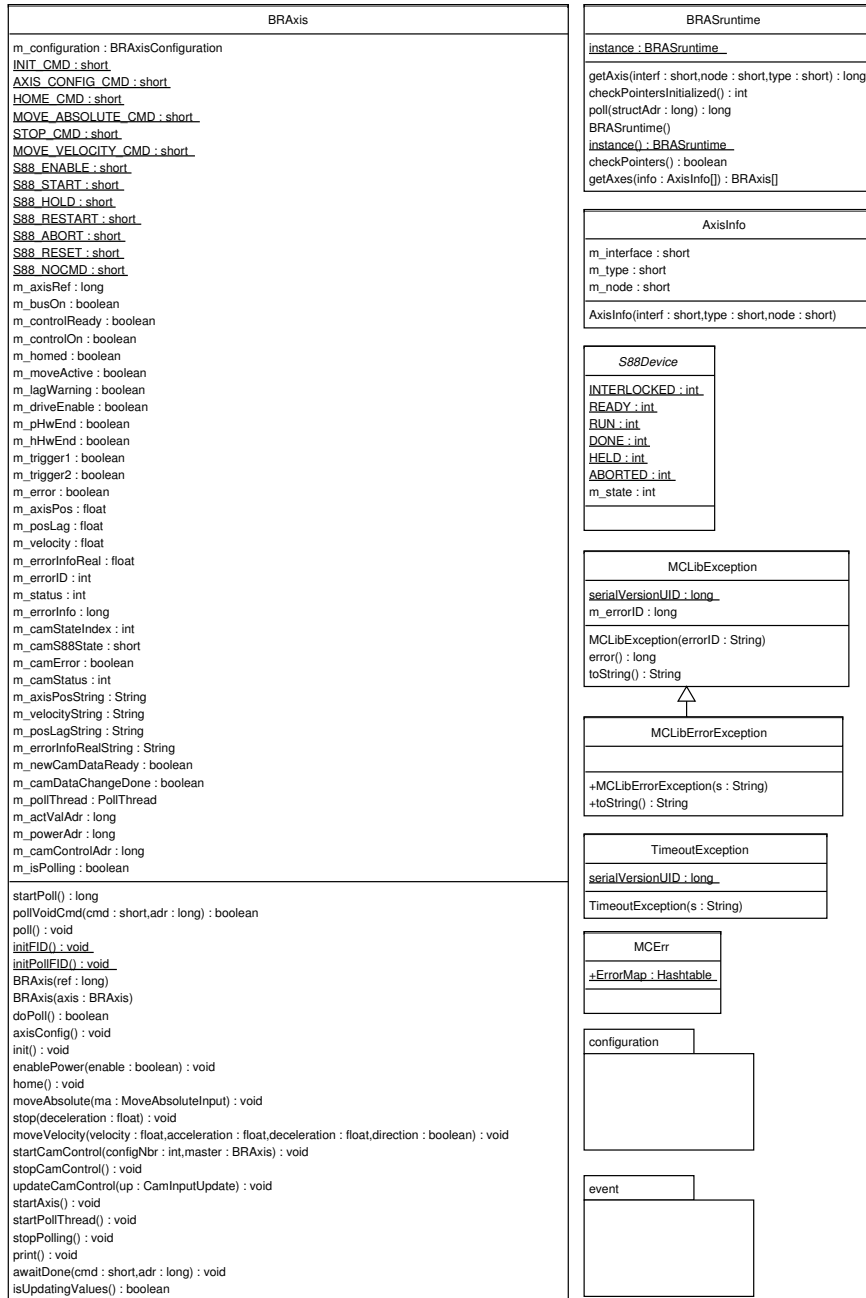 BRAxis
m_configuration : BRAxisConfiguration
INIT_CMD : short
AXIS_CONFIG_CMD : short
HOME_CMD : short
MOVE_ABSOLUTE_CMD : short
STOP_CMD : short
MOVE_VELOCITY_CMD : short
S88_ENABLE : short
S88_START : short
S88_HOLD : short
S88_RESTART : short
S88_ABORT : short
S88_RESET : short
S88_NOCMD : short
m_axisRef : long
m_busOn : boolean
m_controlReady : boolean
m_controlOn : boolean
m_homed : boolean
m_moveActive : boolean
m_lagWarning : boolean
m_driveEnable : boolean
m_pHwEnd : boolean
m_hHwEnd : boolean
m_trigger1 : boolean
m_trigger2 : boolean
m_error : boolean
m_axisPos : float
m_posLag : float
m_velocity : float
m_errorInfoReal : float
m_errorID : int
m_status : int
m_errorInfo : long
m_camStateIndex : int
m_camS88State : short
m_camError : boolean
m_camStatus : int
m_axisPosString : String
m_velocityString : String
m_posLagString : String
m_errorInfoRealString : String
m_newCamDataReady : boolean
m_camDataChangeDone : boolean
m_pollThread : PollThread
m_actValAdr : long
m_powerAdr : long
m_camControlAdr : long
m_isPolling : boolean
startPoll() : long
pollVoidCmd(cmd : short,adr : long) : boolean
poll() : void
initFID() : void
initPollFID() : void
BRAxis(ref : long)
BRAxis(axis : BRAxis)
doPoll() : boolean
axisConfig() : void
init() : void
enablePower(enable : boolean) : void
home() : void
moveAbsolute(ma : MoveAbsoluteInput) : void
stop(deceleration : float) : void
moveVelocity(velocity : float,acceleration : float,deceleration : float,direction : boolean) : void
startCamControl(configNbr : int,master : BRAxis) : void
stopCamControl() : void
updateCamControl(up : CamInputUpdate) : void
startAxis() : void
startPollThread() : void
stopPolling() : void
print() : void
awaitDone(cmd : short,adr : long) : void
isUpdatingValues() : boolean
BRASruntime
instance : BRASruntime
getAxis(interf : short,node : short,type : short) : long
checkPointersInitialized() : int
poll(structAdr : long) : long
BRASruntime()
instance() : BRASruntime
checkPointers() : boolean
getAxes(info : AxisInfo[]) : BRAxis[]
AxisInfo
m_interface : short
m_type : short
m_node : short
AxisInfo(interf : short,type : short,node : short)
S88Device
INTERLOCKED : int
READY : int
RUN : int
DONE : int
HELD : int
ABORTED : int
m_state : int
MCLibException
serialVersionUID : long
m_errorID : long
MCLibException(errorID : String)
error() : long
toString() : String
MCLibErrorException
+MCLibErrorException(s : String)
+toString() : String
TimeoutException
serialVersionUID : long
TimeoutException(s : String)
MCErr
+ErrorMap : Hashtable
configuration
event